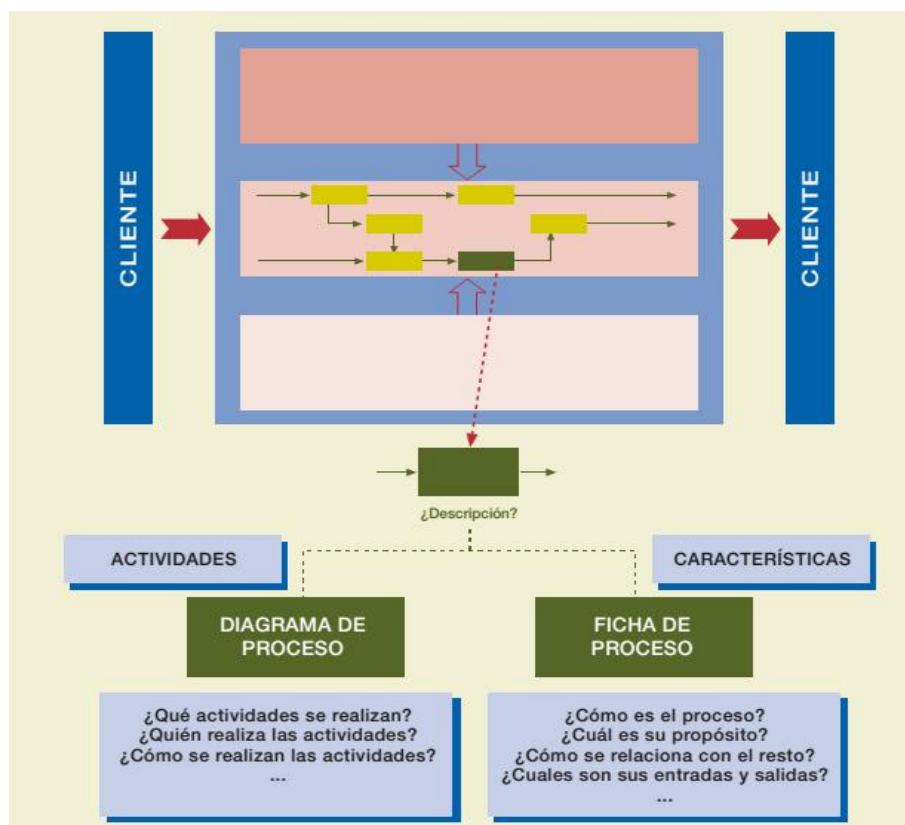 CLIENTE
CLIENTE
¿Descripción?
ACTIVIDADES
CARACTERÍSTICAS
DIAGRAMA DE
PROCESO
FICHA DE
PROCESO
¿Qué actividades se realizan?
¿Quién realiza las actividades?
¿Cómo se realizan las actividades?
...
¿Cómo es el proceso?
¿Cuál es su propósito?
¿Cómo se relaciona con el resto?
¿Cuales son sus entradas y salidas?
...